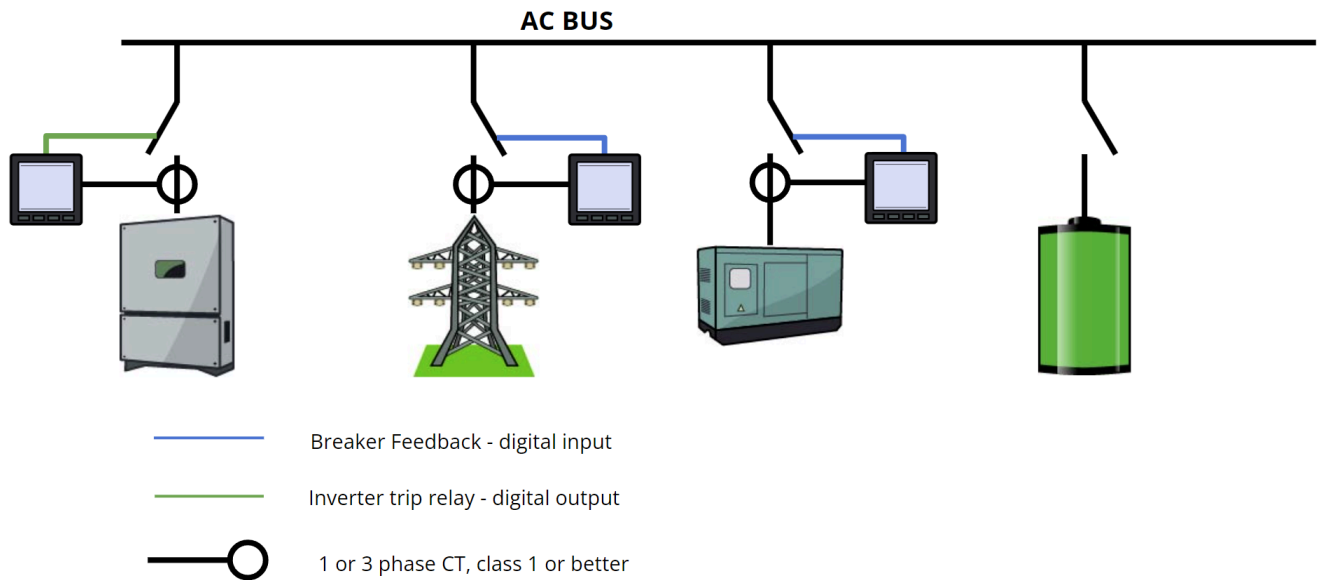 AC BUS
Breaker Feedback - digital input
Inverter trip relay - digital output
1 or 3 phase CT, class 1 or better